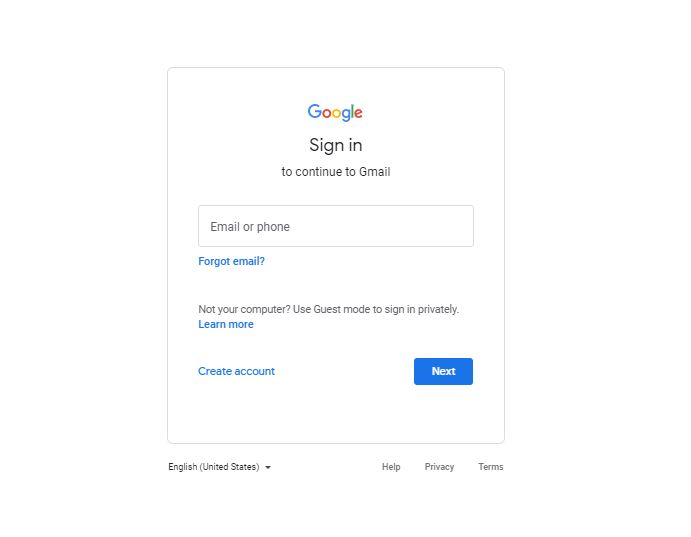 Google
Sign in
to continue to Gmail
Email or phone
Forgot email?
Not your computer? Use Guest mode to sign in privately.
Learn more
Create account
Next
English (United States)
Help
Privacy
Terms